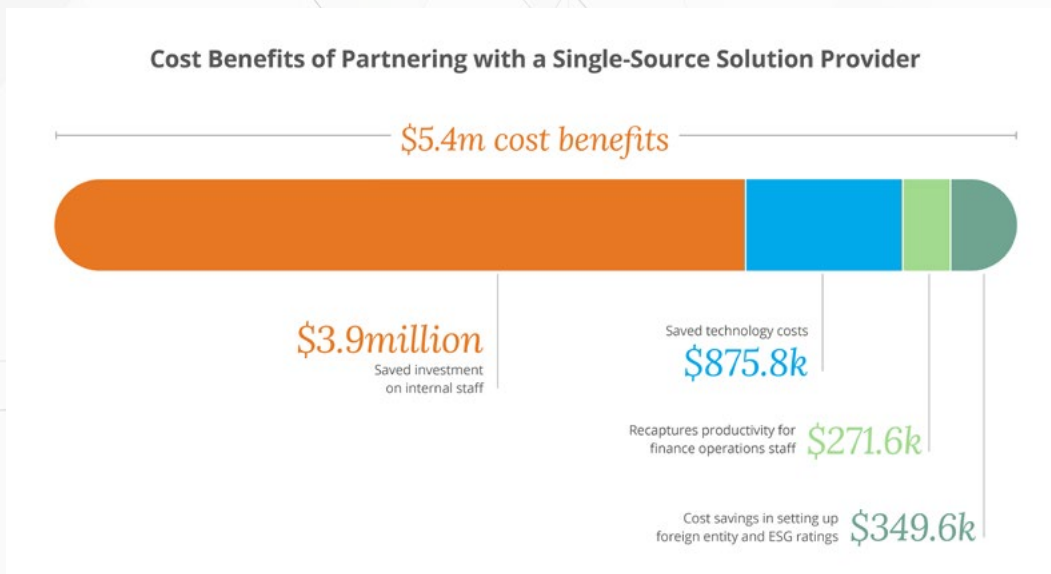 Cost Benefits of Partnering with a Single-Source Solution Provider
$5.4m cost benefits
$3.9million
Saved investment
on internal staff
Saved technology costs
$875.8k
Recaptures productivity for
finance operations staff
$271.6k
Cost savings in setting up
foreign entity and ESG ratings
$349.6k